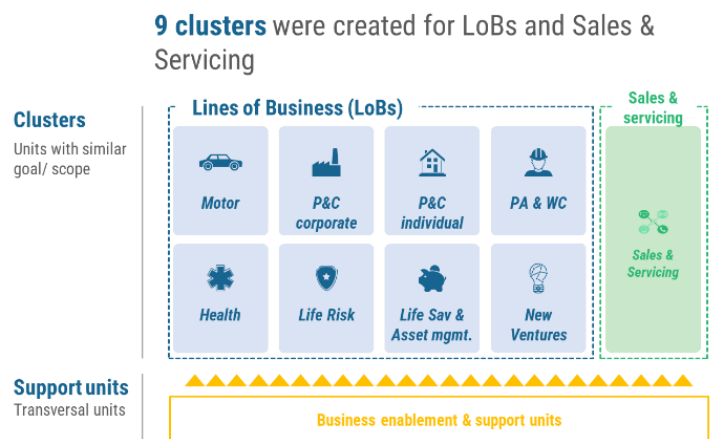 9 clusters were created for LoBs and Sales &
Servicing
Clusters
Units with similar
goal/ scope
Lines of Business (LoBs)
Sales &
servicing
Motor
P&C
corporate
P&C
individual
PA & WC
Health
Life Risk
Life Sav &
Asset mgmt.
New
Ventures
Sales &
Servicing
Support units
Transversal units
Business enablement & support units